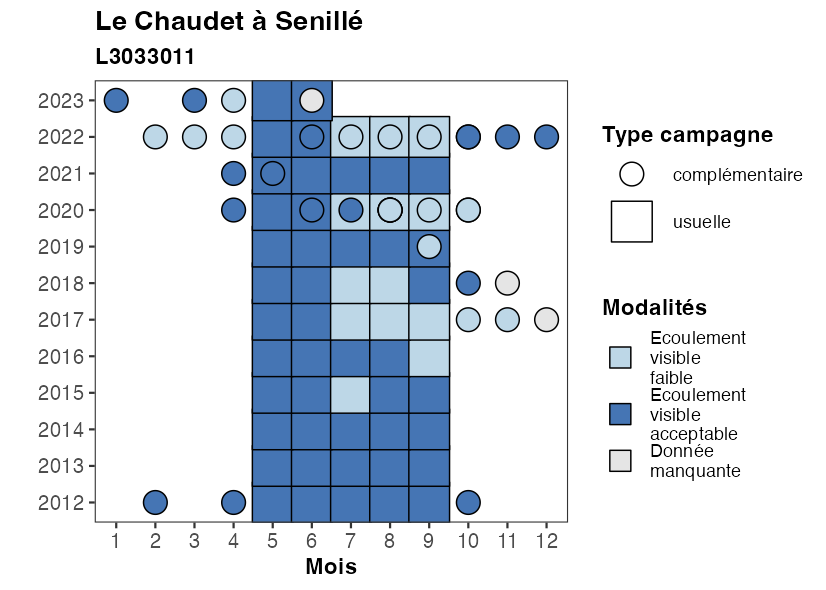 Le Chaudet à Senillé
L3033011
2023
2022
2021
2020
2019
2018
2017
2016
2015
2014
2013
2012
1 2 3 4 5 6 7 8 9 10 11 12
Mois
Type campagne
complémentaire
usuelle
Modalités
Ecoulement
visible
faible
Ecoulement
visible
acceptable
Donnée
manquante